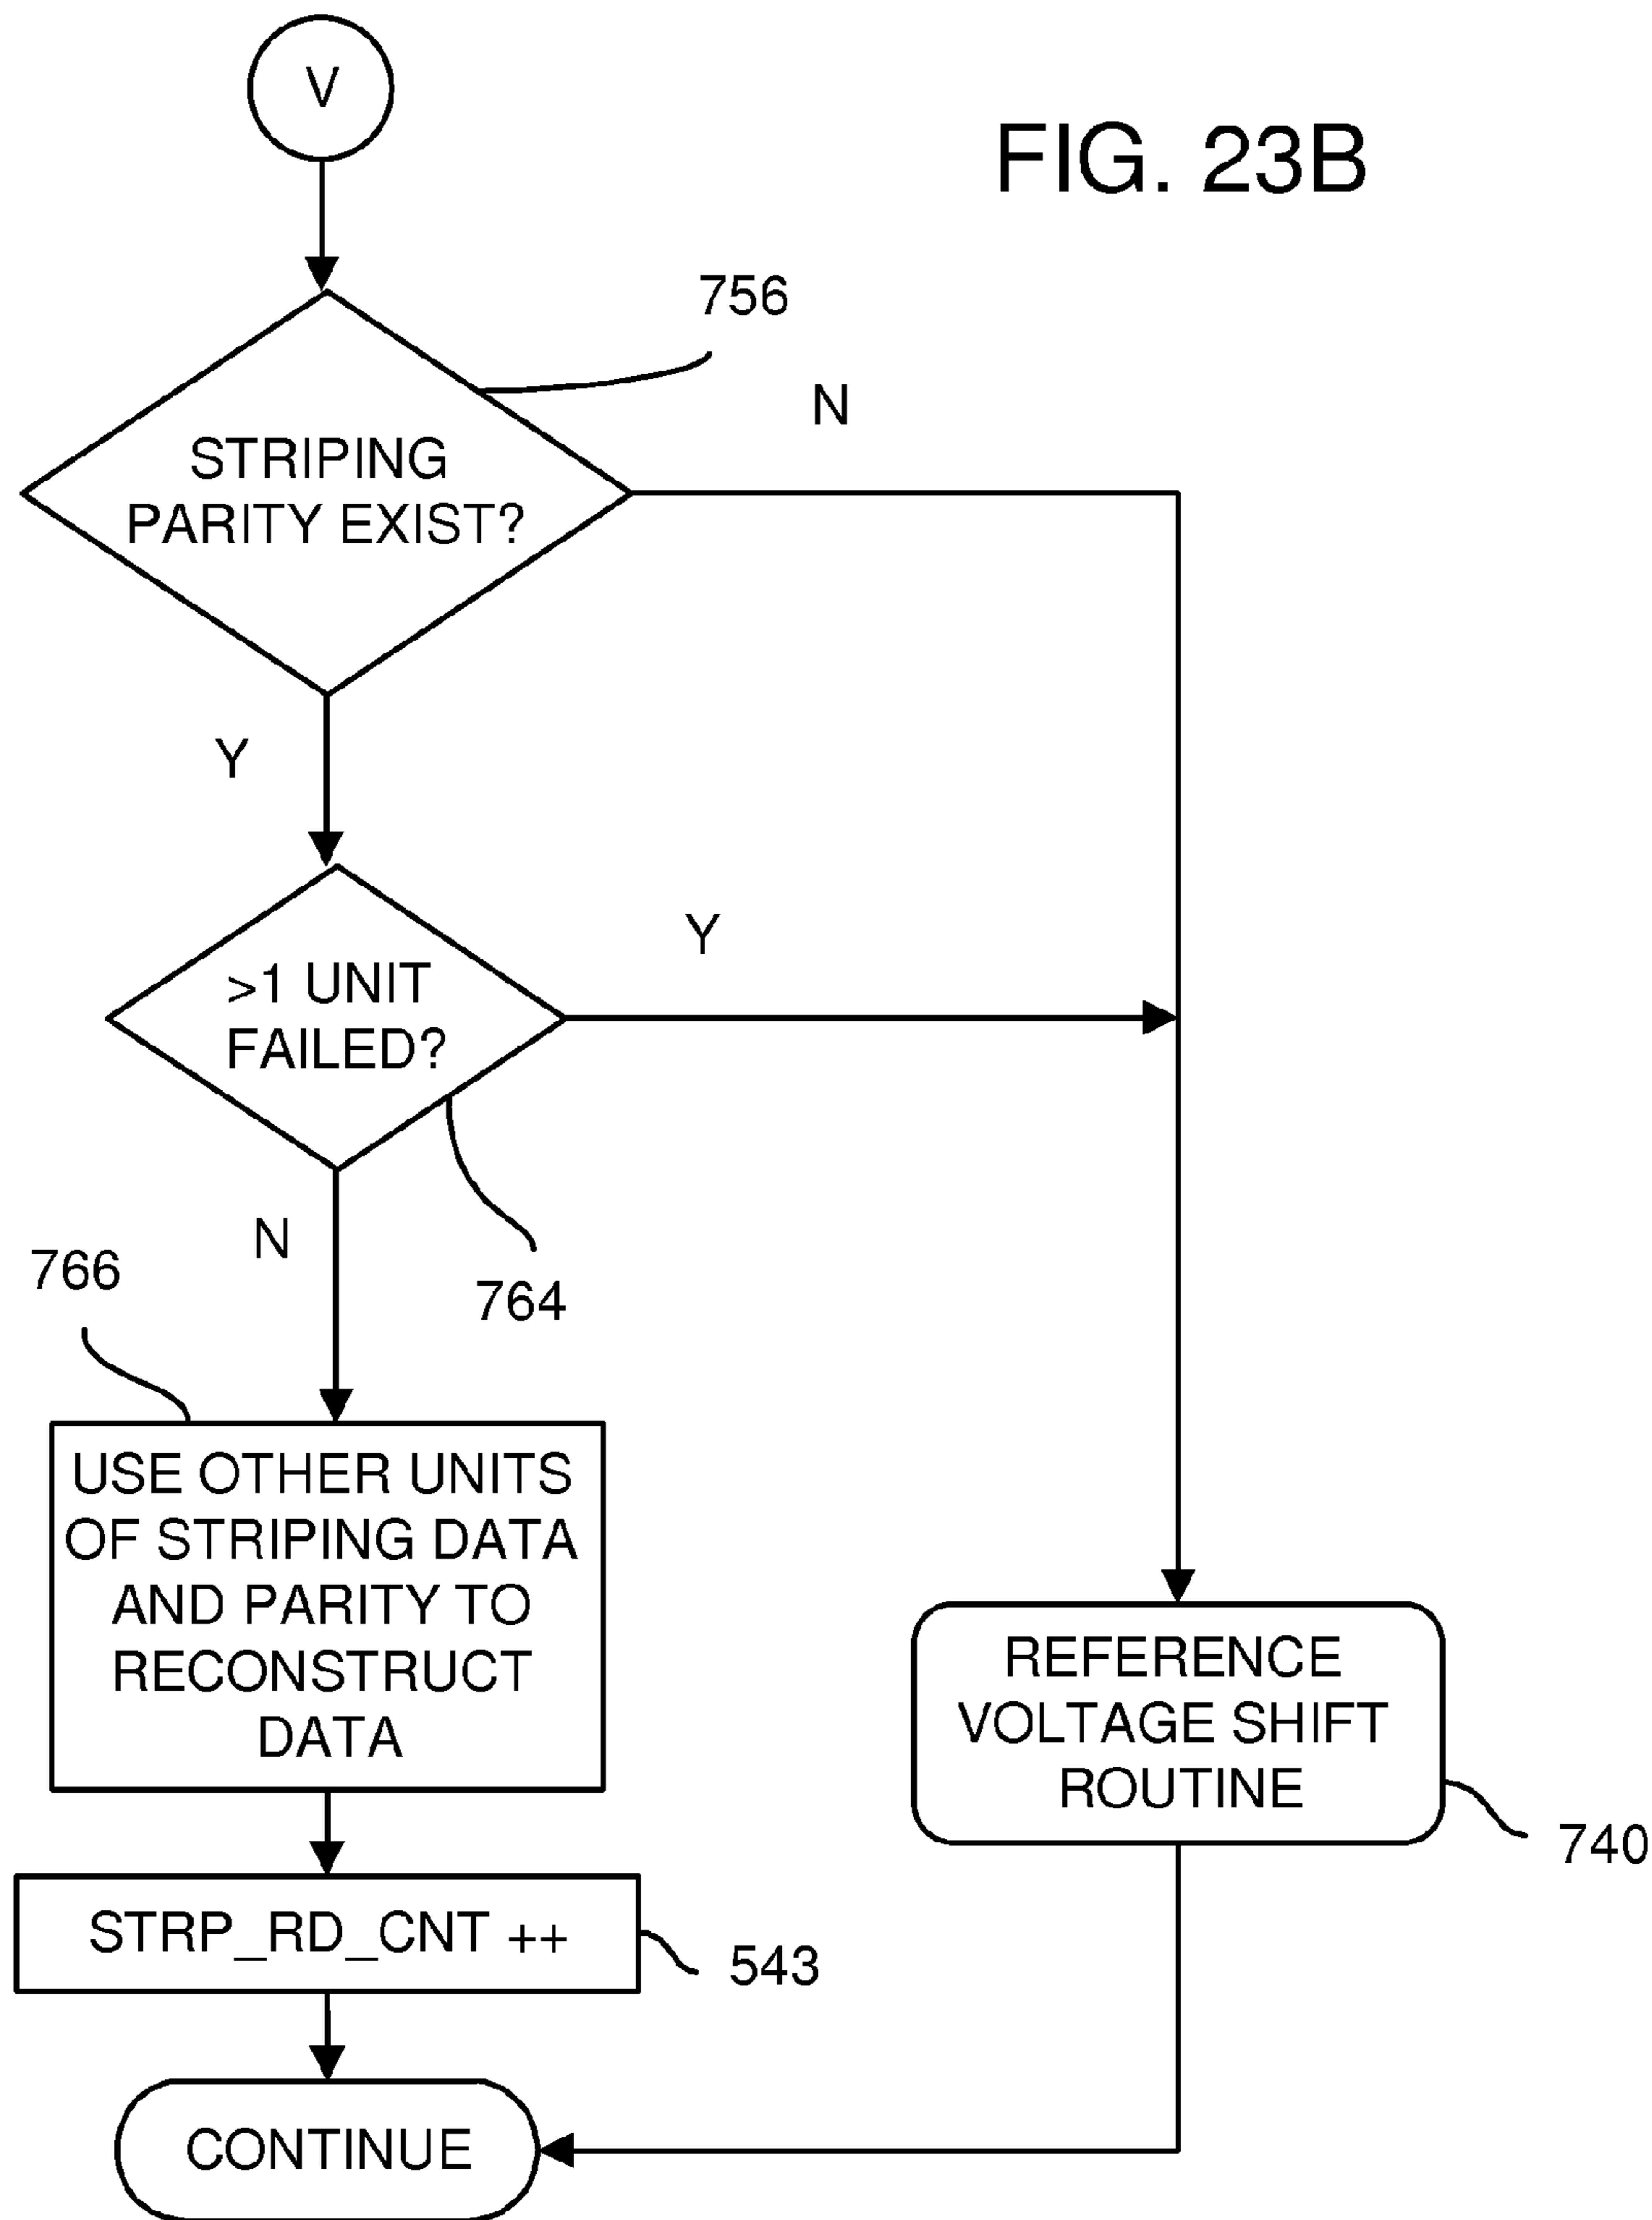 V
FIG. 23B
756
N
STRIPING
PARITY EXIST?
Y
Y
>1 UNIT
FAILED?
N
766
764
USE OTHER UNITS
OF STRIPING DATA
AND PARITY TO
RECONSTRUCT
DATA
REFERENCE
VOLTAGE SHIFT
ROUTINE
740
STRP_RD_CNT ++
543
CONTINUE